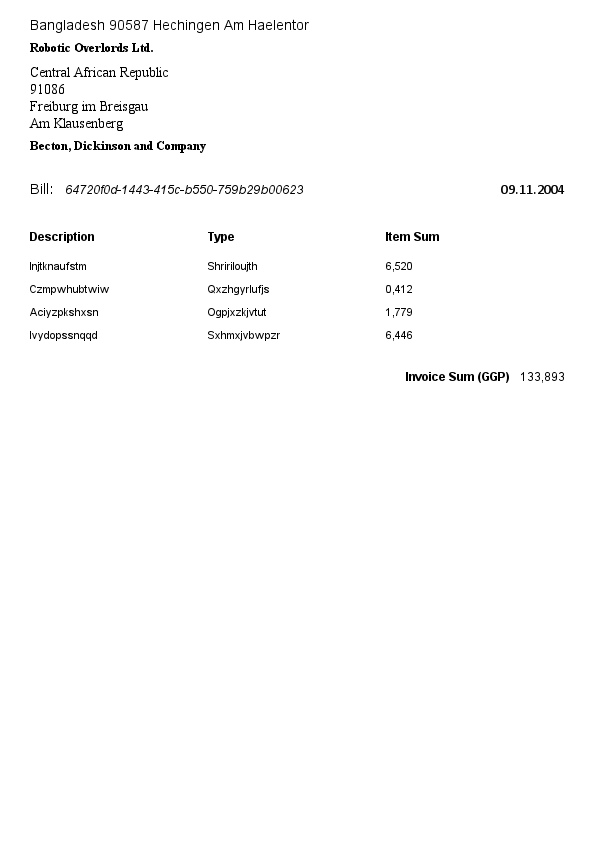 Bangladesh 90587 Hechingen Am Haelentor
Robotic Overlords Ltd.
Central African Republic
91086
Freiburg im Breisgau
Am Klausenberg
Becton, Dickinson and Company
Bill: 64720f0d-1443-415c-b550-759b29b00623 09.11.2004
Description Type Item Sum
Injtknaufstm Shririloujth 6,520
Czmpwhubtwiw Qxzhgyrlufjs 0,412
Aciyzpkshxsn Ogpjxzkjvtut 1,779
Ivydopssnqqd Sxhmxjvbwpzr 6,446
Invoice Sum (GGP) 133,893